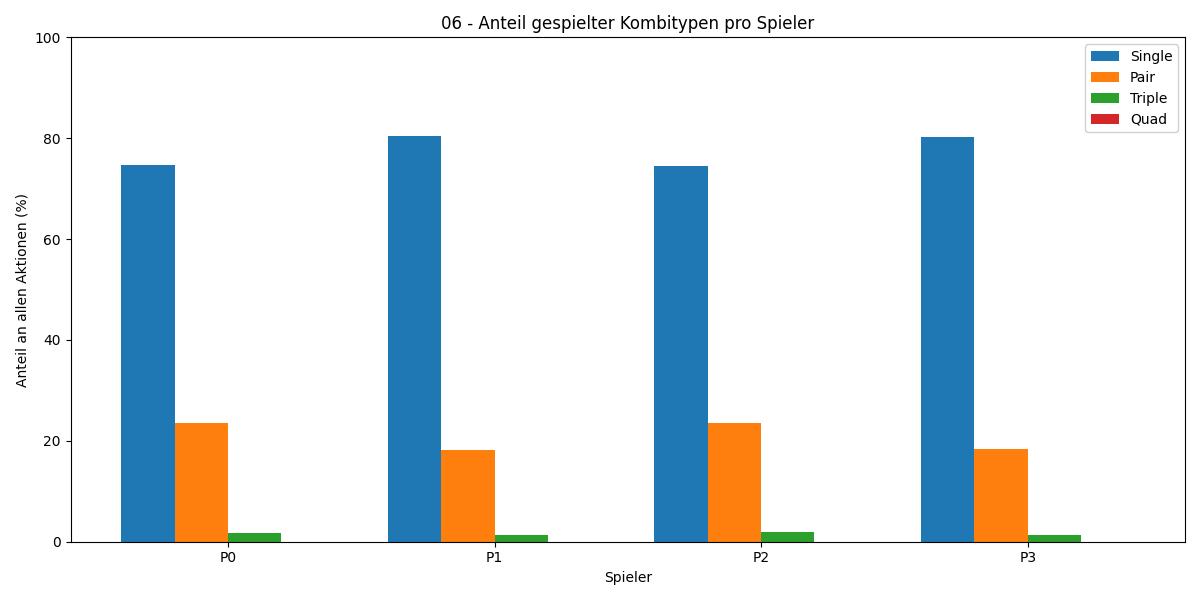 06 - Anteil gespielter Kombitypen pro Spieler
Anteil an allen Aktionen (%)
100
80
60
40
20
0
Single
Pair
Triple
Quad
P0 P1 P2 P3
Spieler